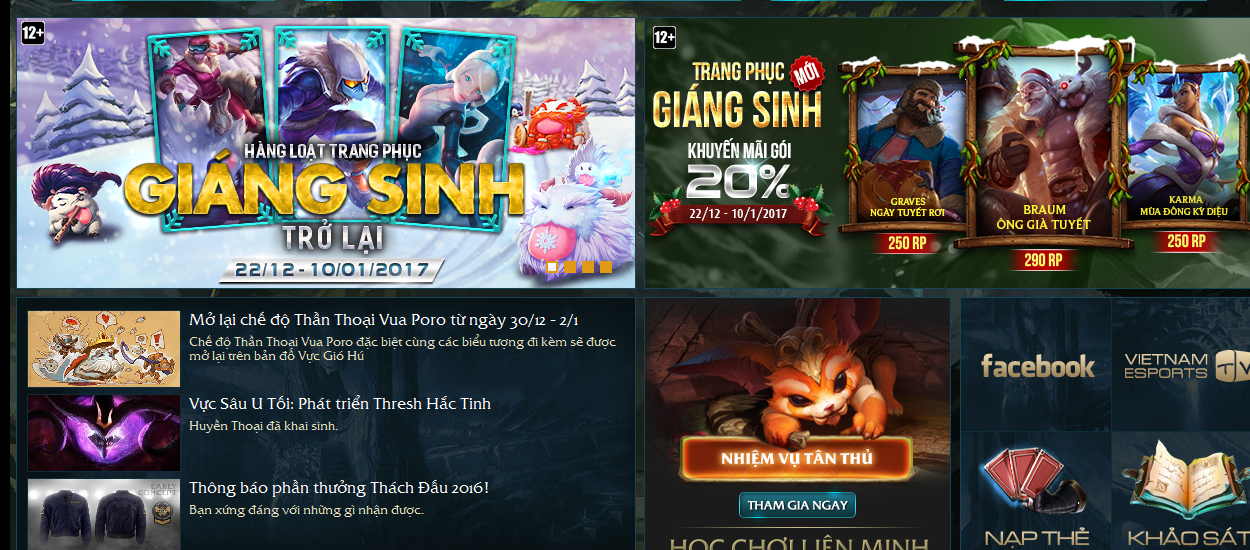 12+
HÀNG LOẠT TRANG PHỤC
GIÁNG SINH
TRỞ LẠI
22/12 - 10/01/2017
12+
TRANG PHỤC
MỚI
GIÁNG SINH
KHUYẾN MÃI GÓI
20%
22/12 - 10/1/2017
GRAVES
NGÀY TUYẾT RƠI
250 RP
BRAUM
ÔNG GIÀ TUYẾT
290 RP
KARMA
MÙA ĐÔNG KỲ DIỆU
250 RP
Mở lại chế độ Thần Thoại Vua Poro từ ngày 30/12 - 2/1
Chế độ Thần Thoại Vua Poro đặc biệt cùng các biểu tượng đi kèm sẽ được
mở lại trên bản đồ Vực Gió Hú
Vực Sâu U Tối: Phát triển Thresh Hắc Tinh
Huyền Thoại đã khai sinh.
EARLY
CONCEPT
Thông báo phần thưởng Thách Đấu 2016!
Bạn xứng đáng với những gì nhận được.
NHIỆM VỤ TÂN THỦ
THAM GIA NGAY
HỌC CHƠI LIÊN MINH
facebook
VIETNAM
ESPORTS
TV
NẠP THẺ
KHẢO SÁT